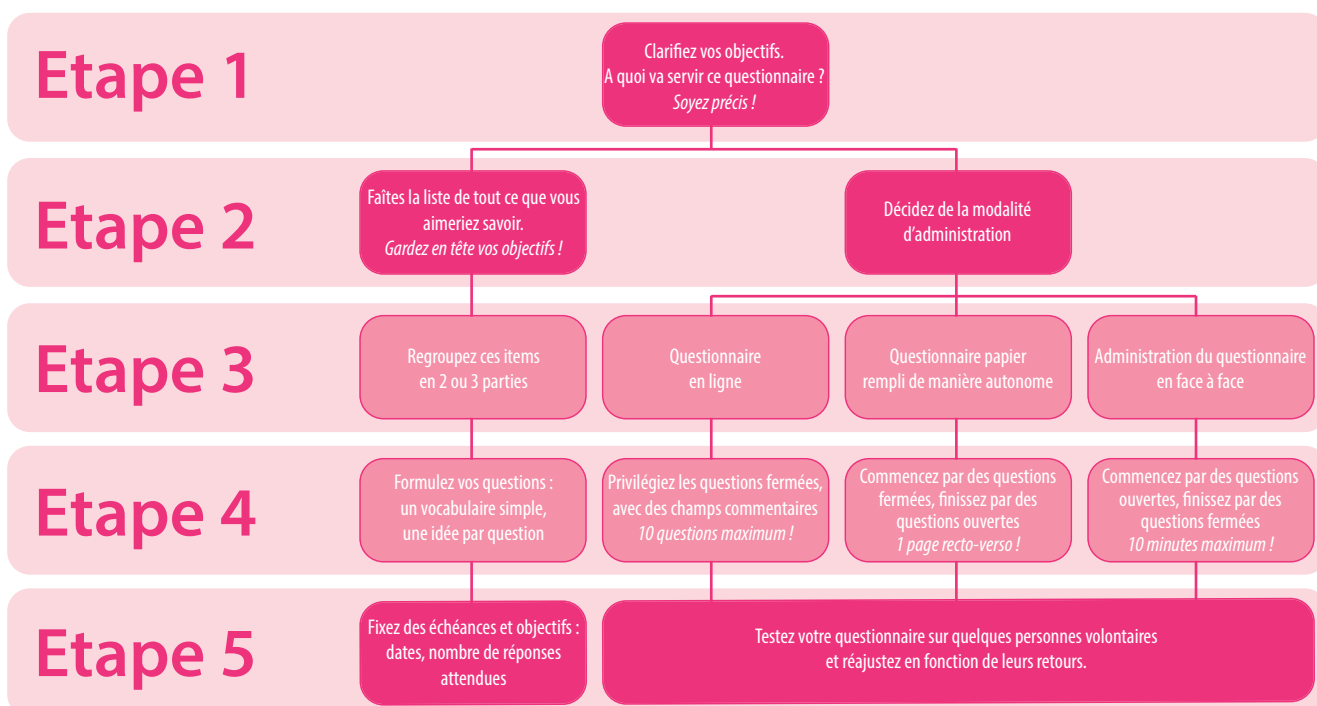 Etape 1
Clarifiez vos objectifs.
A quoi va servir ce questionnaire ?
Soyez précis !
Etape 2
Faîtes la liste de tout ce que vous
aimeriez savoir.
Gardez en tête vos objectifs !
Décidez de la modalité
d'administration
Etape 3
Regroupez ces items
en 2 ou 3 parties
Questionnaire
en ligne
Questionnaire papier
rempli de manière autonome
Administration du questionnaire
en face à face
Etape 4
Formulez vos questions :
un vocabulaire simple,
une idée par question
Privilégiez les questions fermées,
avec des champs commentaires
10 questions maximum !
Commencez par des questions
fermées, finissez par des
questions ouvertes
1 page recto-verso !
Commencez par des questions
ouvertes, finissez par des
questions fermées
10 minutes maximum !
Etape 5
Fixez des échéances et objectifs :
dates, nombre de réponses
attendues
Testez votre questionnaire sur quelques personnes volontaires
et réajustez en fonction de leurs retours.